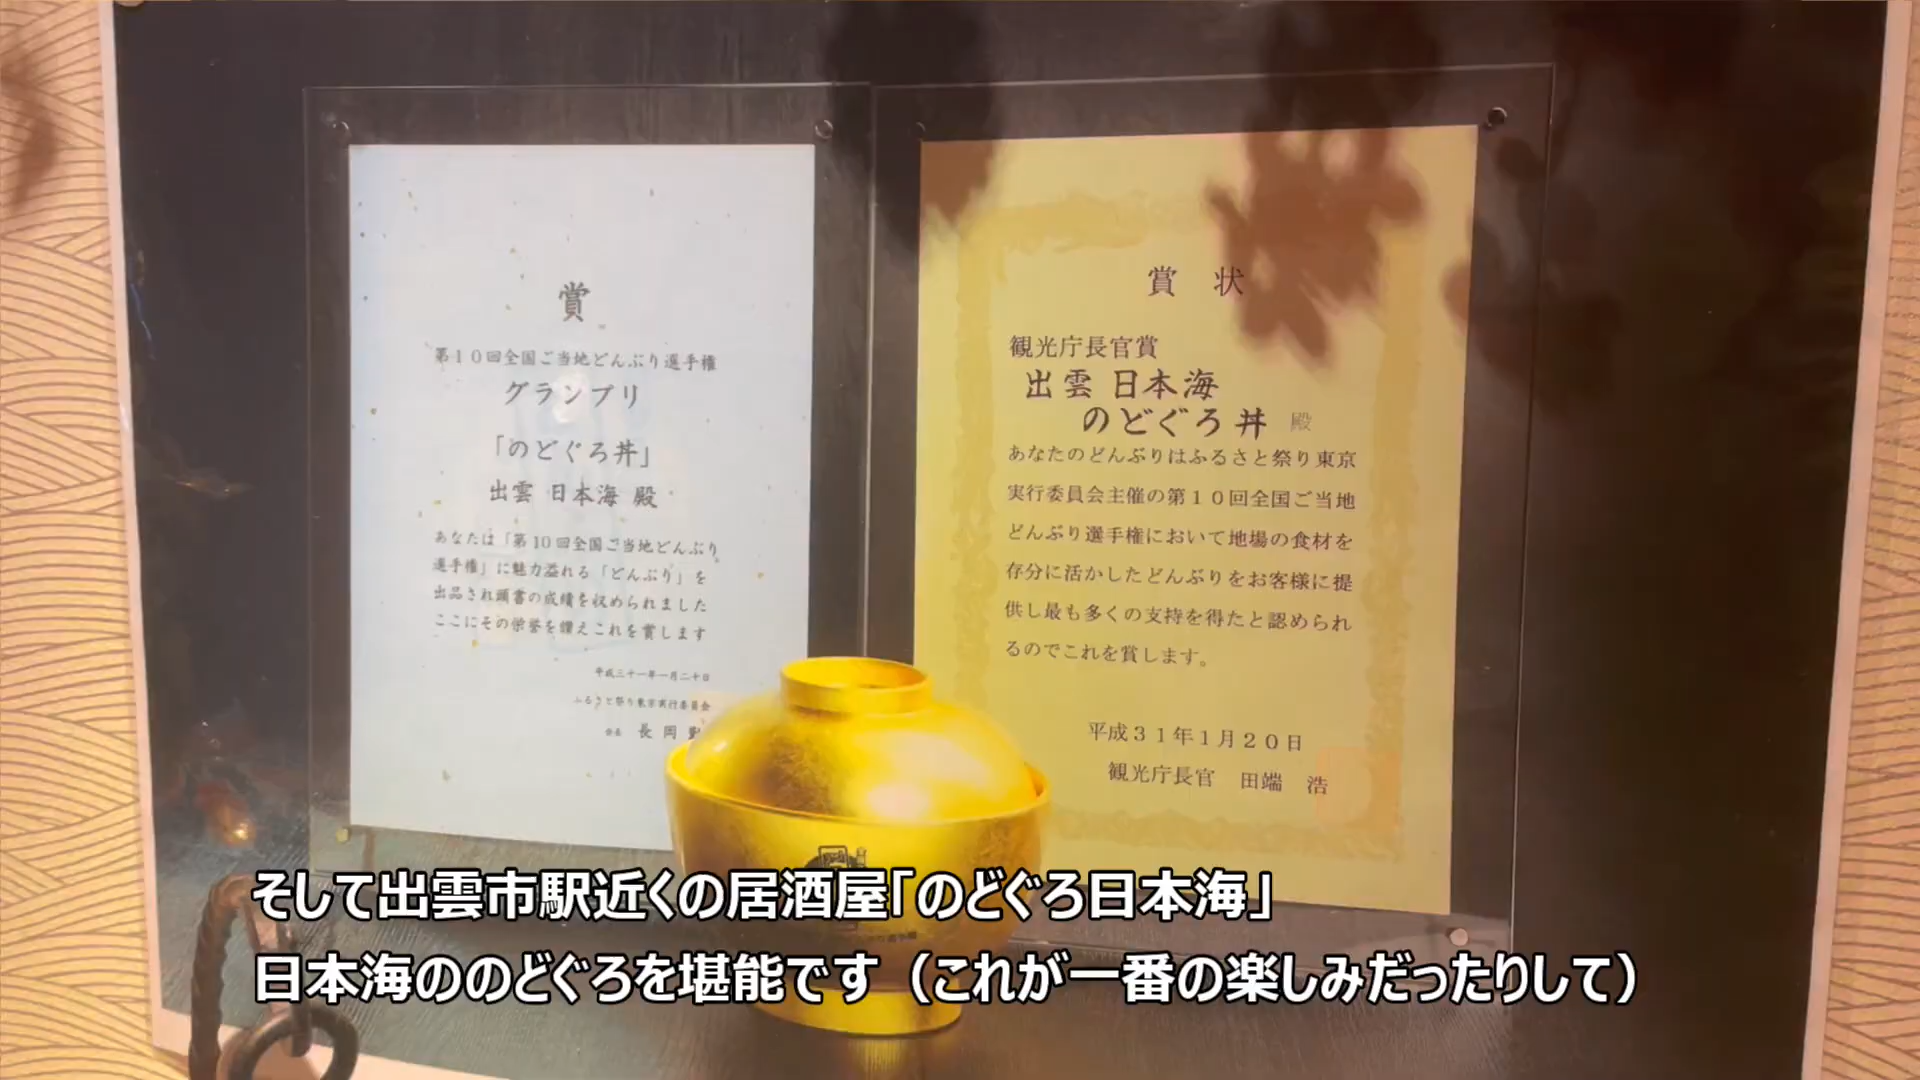 賞
第１０回全国ご当地どんぶり選手権
グランプリ
「のどぐろ丼」
出雲 日本海 殿
あなたは「第10回全国ご当地どんぶり
選手権」に魅力溢れる「どんぶり」を
出品され頭書の成績を収められました
ここにその栄誉を讃えこれを賞します
平成三十一年一月二十日
ふるさと祭り東京実行委員会
会長 長岡
賞 状
観光庁長官賞
出雲 日本海
のどぐろ丼 殿
あなたのどんぶりはふるさと祭り東京
実行委員会主催の第１０回全国ご当地
どんぶり選手権において地場の食材を
存分に活かしたどんぶりをお客様に提
供し最も多くの支持を得たと認められ
るのでこれを賞します。
平成３１年１月２０日
観光庁長官 田端 浩
そして出雲市駅近くの居酒屋「のどぐろ日本海」
日本海ののどぐろを堪能です（これが一番の楽しみだったりして）